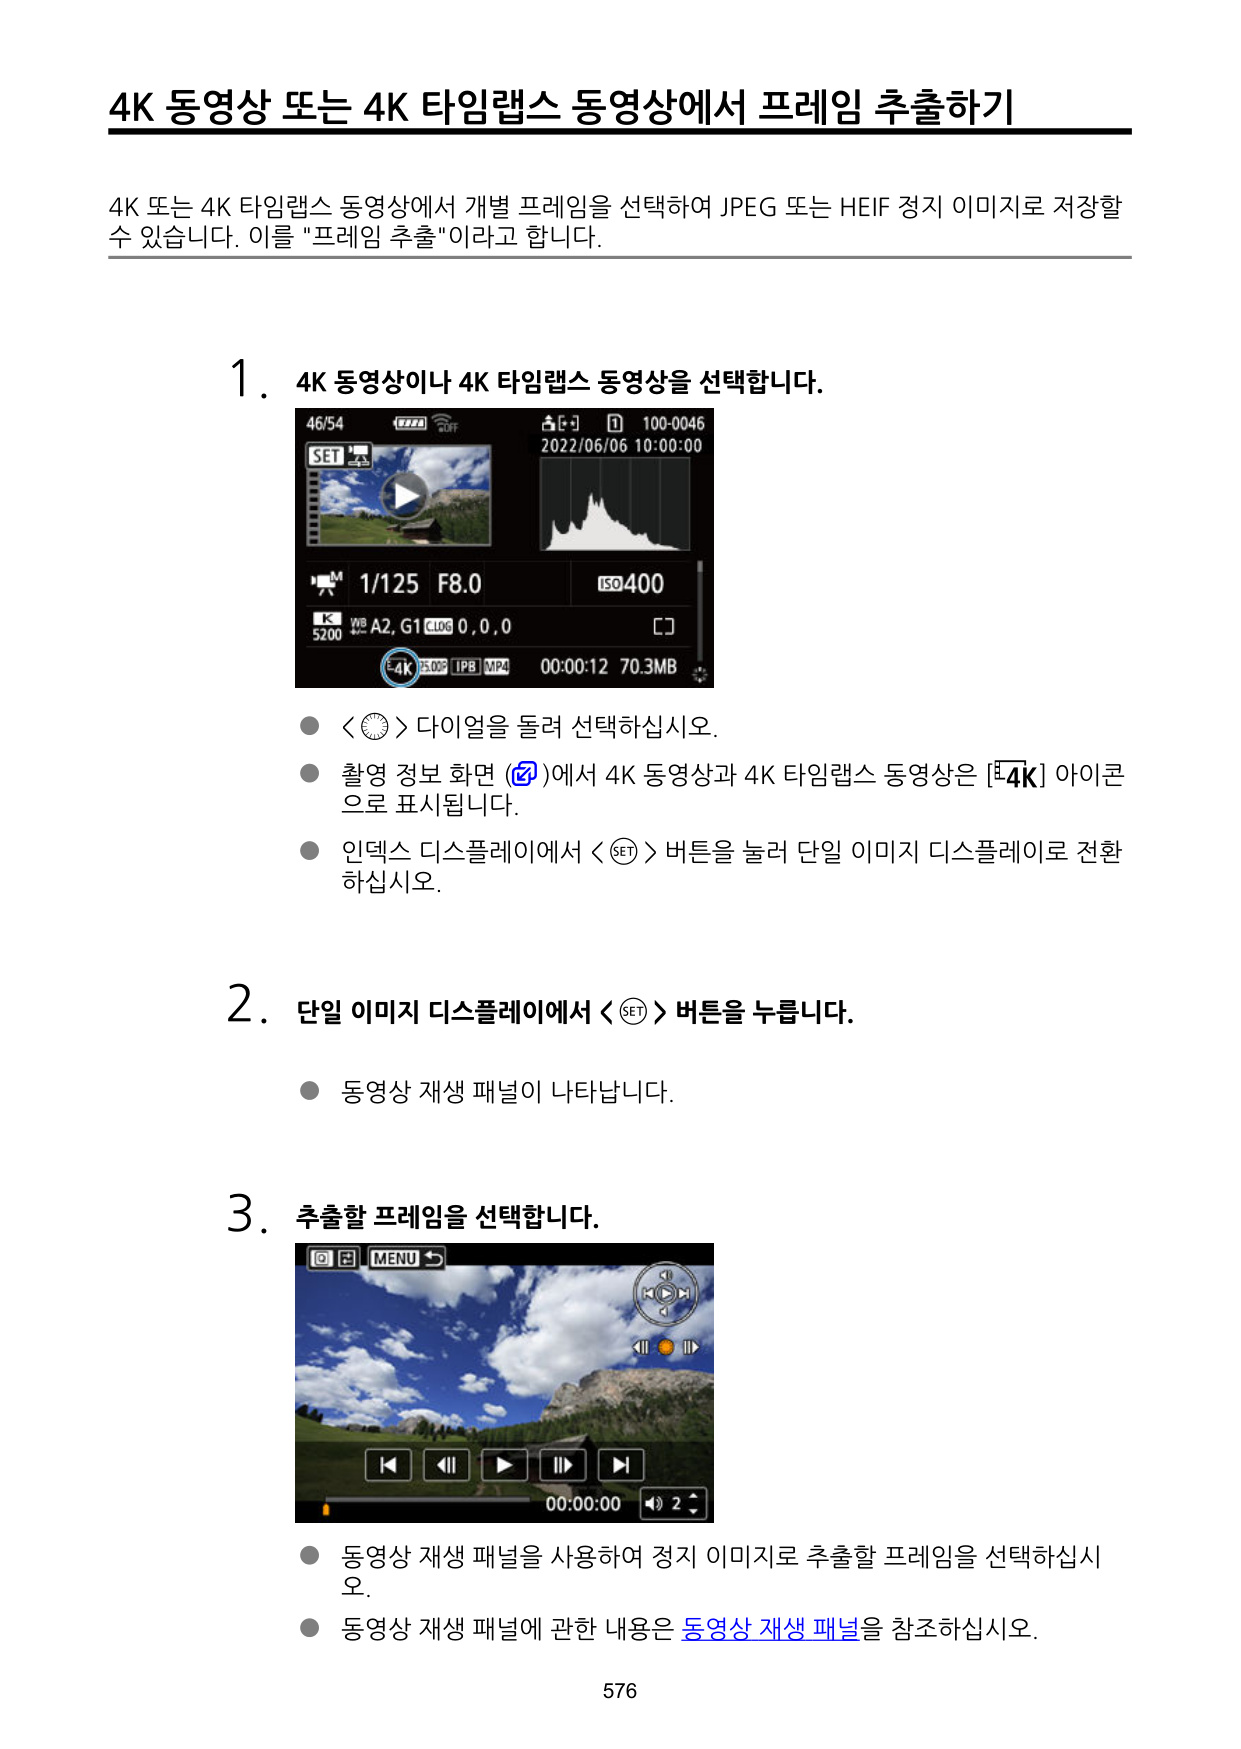 4K 동영상 또는 4K 타임랩스 동영상에서 프레임 추출하기
4K 또는 4K 타임랩스 동영상에서 개별 프레임을 선택하여 JPEG 또는 HEIF 정지 이미지로 저장할
수 있습니다. 이를 "프레임 추출"이라고 합니다.
1. 4K 동영상이나 4K 타임랩스 동영상을 선택합니다.
46/54 OFF 1 100-0046
2022/06/06 10:00:00
SET
M 1/125 F8.0 ISO 400
K 5200 WB +/- A2, G1 C.LOG 0 , 0 , 0
4K 25.00P IPB MP4 00:00:12 70.3MB
● < > 다이얼을 돌려 선택하십시오.
● 촬영 정보 화면 ( )에서 4K 동영상과 4K 타임랩스 동영상은 [4K] 아이콘
으로 표시됩니다.
● 인덱스 디스플레이에서 < SET > 버튼을 눌러 단일 이미지 디스플레이로 전환
하십시오.
2. 단일 이미지 디스플레이에서 < SET > 버튼을 누릅니다.
● 동영상 재생 패널이 나타납니다.
3. 추출할 프레임을 선택합니다.
Q MENU
00:00:00 2
● 동영상 재생 패널을 사용하여 정지 이미지로 추출할 프레임을 선택하십시
오.
● 동영상 재생 패널에 관한 내용은 동영상 재생 패널을 참조하십시오.
576